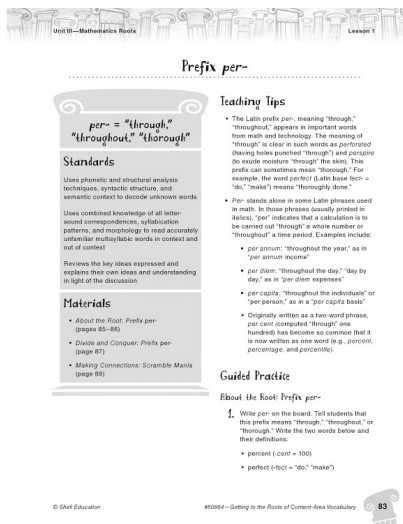 Unit III—Mathematics Roots
Lesson 1
Prefix per-
per- = "through,"
"throughout," "thorough"
Standards
Uses phonetic and structural analysis
techniques, syntactic structure, and
semantic context to decode unknown words
Uses combined knowledge of all letter-
sound correspondences, syllabication
patterns, and morphology to read accurately
unfamiliar multisyllabic words in context and
out of context
Reviews the key ideas expressed and
explains their own ideas and understanding
in light of the discussion
Materials
• About the Root: Prefix per-
(pages 85–86)
• Divide and Conquer: Prefix per-
(page 87)
• Making Connections: Scramble Mania
(page 88)
Teaching Tips
• The Latin prefix per-, meaning "through,"
"throughout," appears in important words
from math and technology. The meaning of
"through" is clear in such words as perforated
(having holes punched "through") and perspire
(to exude moisture "through" the skin). This
prefix can sometimes mean "thorough." For
example, the word perfect (Latin base fect- =
"do," "make") means "thoroughly done."
• Per- stands alone in some Latin phrases used
in math. In those phrases (usually printed in
italics), "per" indicates that a calculation is to
be carried out "through" a whole number or
"throughout" a time period. Examples include:
• per annum: "throughout the year," as in
"per annum income"
• per diem: "throughout the day," "day by
day," as in "per diem expenses"
• per capita: "throughout the individuals" or
"per person," as in a "per capita basis"
• Originally written as a two-word phrase,
per cent (computed "through" one
hundred) has become so common that it
is now written as one word (e.g., percent,
percentage, and percentile).
Guided Practice
About the Root: Prefix per-
1. Write per- on the board. Tell students that
this prefix means "through," "throughout," or
"thorough." Write the two words below and
their definitions:
• percent (-cent = 100)
• perfect (-fect = "do," "make")
© Shell Education
#50864—Getting to the Roots of Content-Area Vocabulary
83